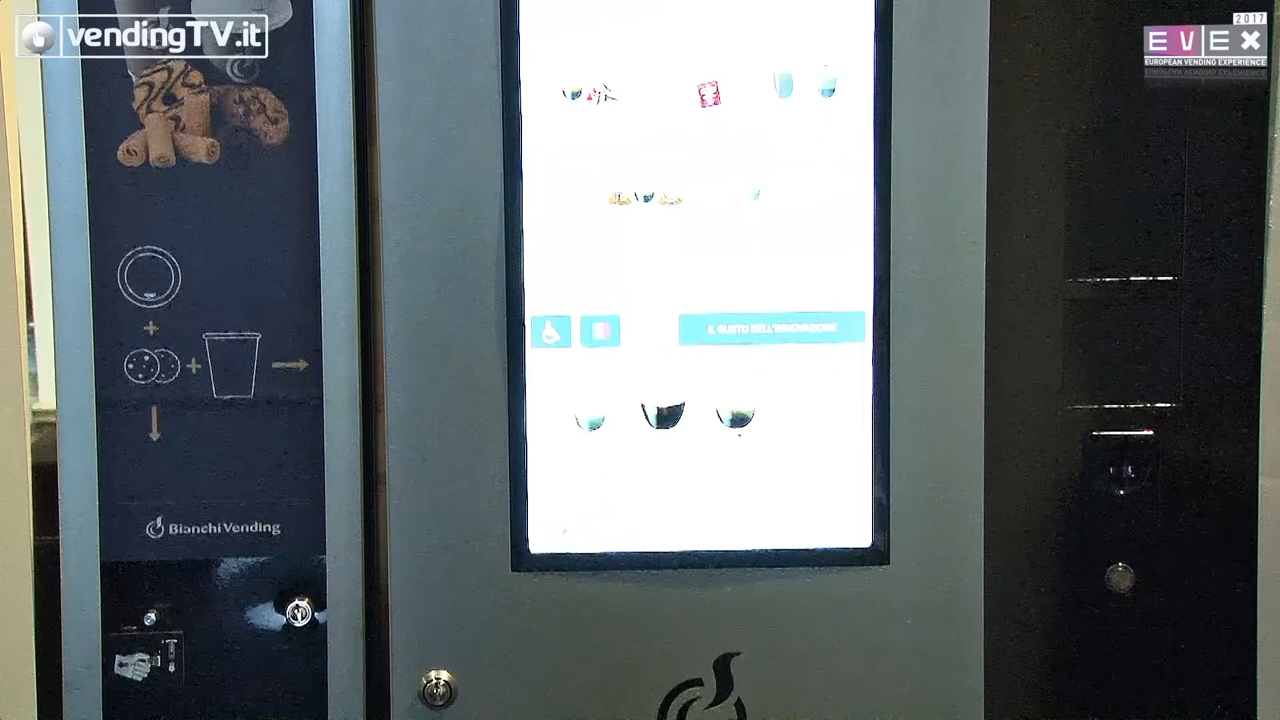 vendingTV.it
2017
EVEX
EUROPEAN VENDING EXPERIENCE
IL GUSTO DELL'INNOVAZIONE
Bianchi Vending